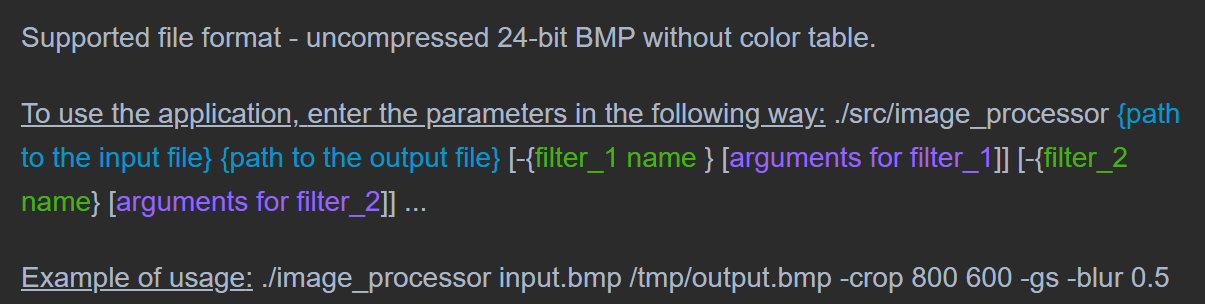 Supported file format - uncompressed 24-bit BMP without color table.
To use the application, enter the parameters in the following way: ./src/image_processor {path
to the input file} {path to the output file} [-{filter_1 name } [arguments for filter_1]] [-{filter_2
name} [arguments for filter_2]] ...
Example of usage: ./image_processor input.bmp /tmp/output.bmp -crop 800 600 -gs -blur 0.5